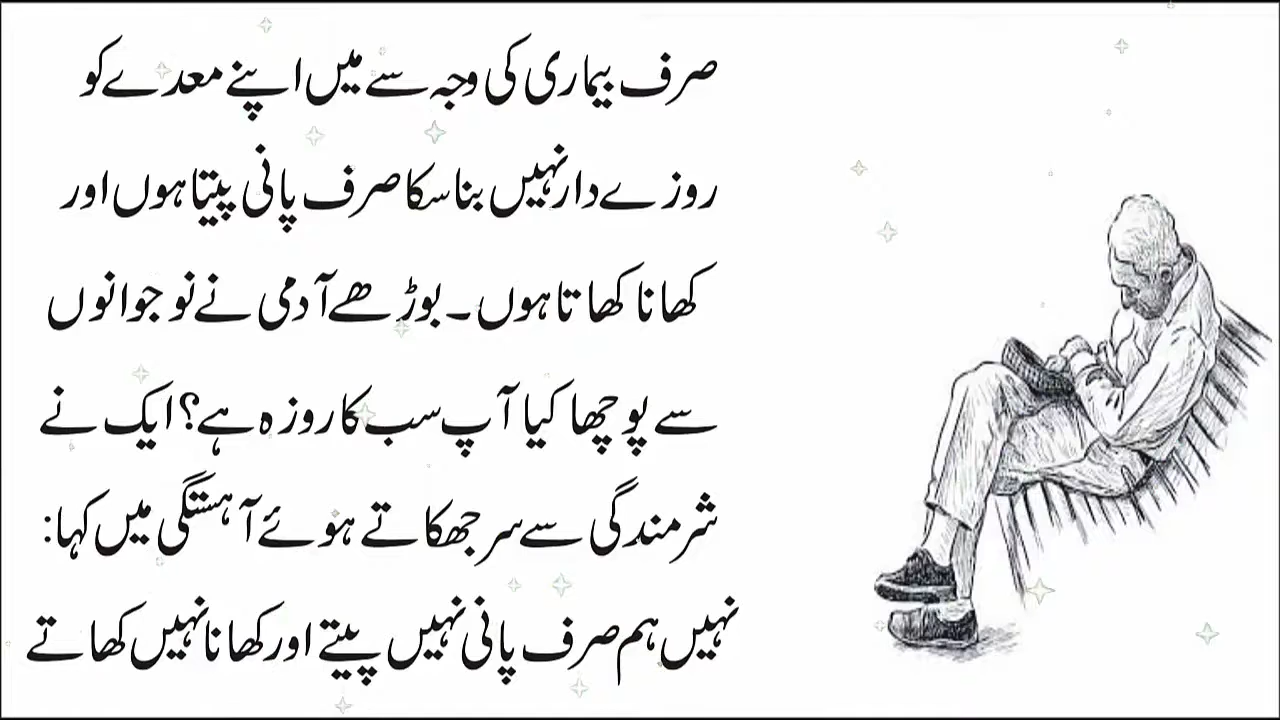 صرف بیماری کی وجہ سے میں اپنے معدے کو
روزے دار نہیں بنا سکا صرف پانی پیتا ہوں اور
کھانا کھاتا ہوں۔ بوڑھے آدمی نے نوجوانوں
سے پوچھا کیا آپ سب کا روزہ ہے؟ ایک نے
شرمندگی سے سر جھکاتے ہوئے آہستگی میں کہا:
نہیں ہم صرف پانی نہیں پیتے اور کھانا نہیں کھاتے